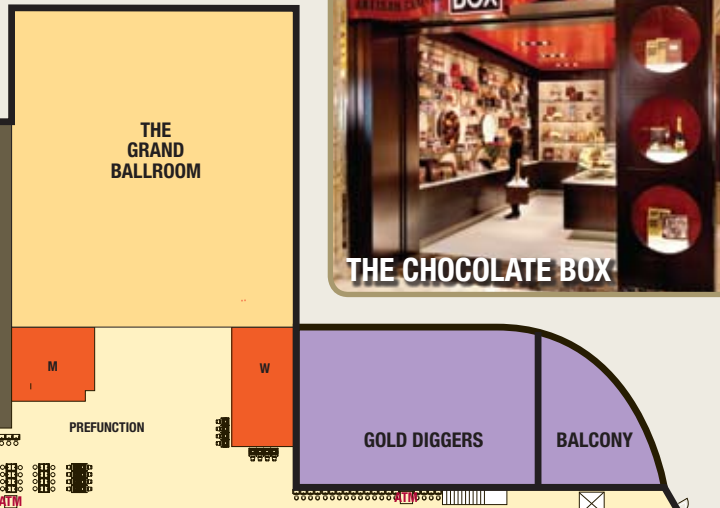 BOX
THE CHOCOLATE BOX
THE
GRAND
BALLROOM
M
W
PREFUNCTION
GOLD DIGGERS
BALCONY
ATM
ATM